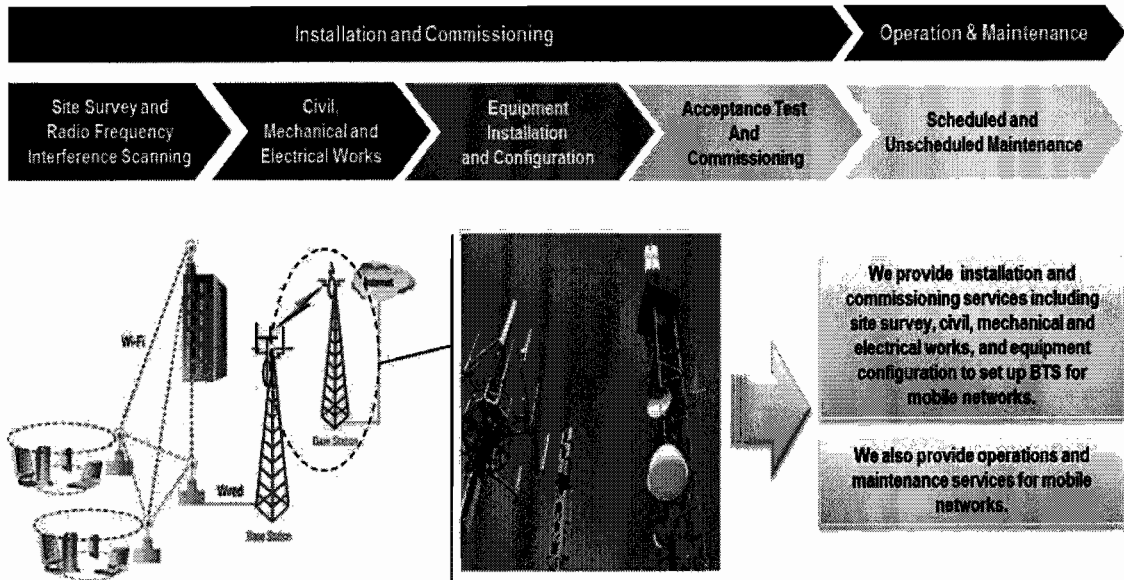 Installation and Commissioning
Operation & Maintenance
Site Survey and
Radio Frequency
Interference Scanning
Civil,
Mechanical and
Electrical Works
Equipment
Installation
and Configuration
Acceptance Test
And
Commissioning
Scheduled and
Unscheduled Maintenance
Internet
Wi-Fi
Base Station
Wired
Base Station
We provide installation and
commissioning services including
site survey, civil, mechanical and
electrical works, and equipment
configuration to set up BTS for
mobile networks.
We also provide operations and
maintenance services for mobile
networks.